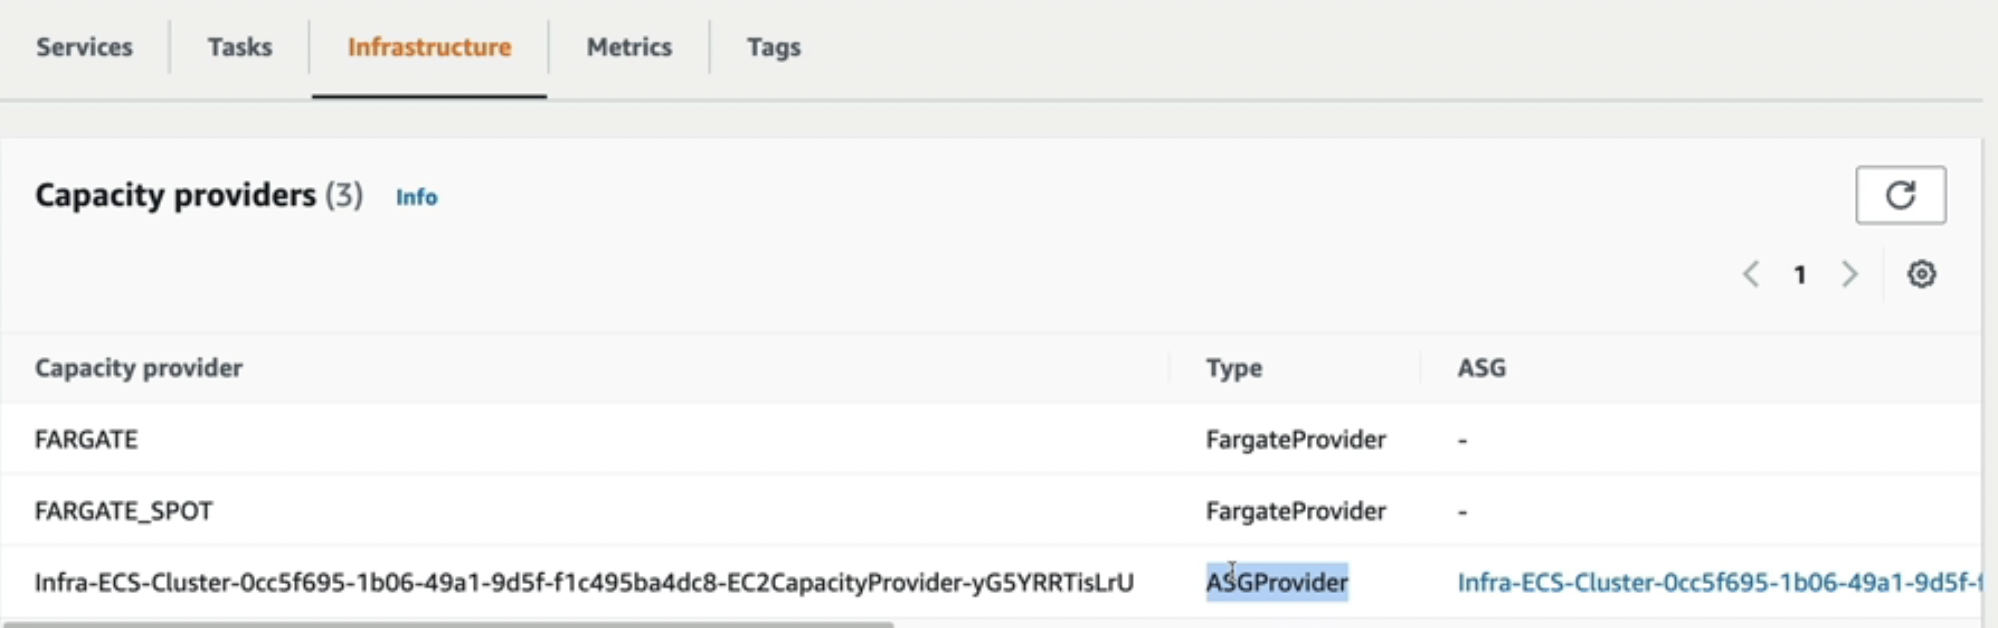 Services Tasks Infrastructure Metrics Tags
Capacity providers (3) Info
1
Capacity provider Type ASG
FARGATE FargateProvider -
FARGATE_SPOT FargateProvider -
Infra-ECS-Cluster-0cc5f695-1b06-49a1-9d5f-f1c495ba4dc8-EC2CapacityProvider-yG5YRRTisLrU ASGProvider Infra-ECS-Cluster-0cc5f695-1b06-49a1-9d5f-f